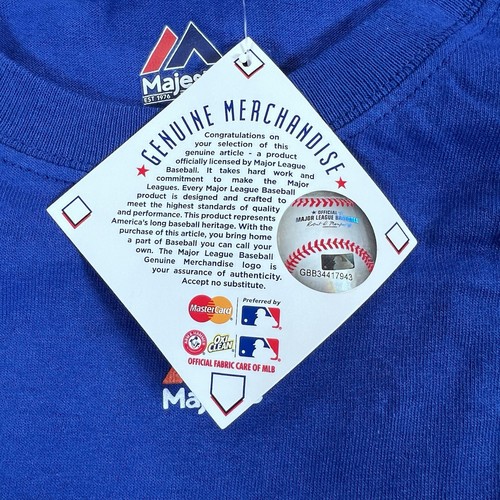 Majes
EST. 1976
GENUINE MERCHANDISE
Congratulations on
your selection of this
genuine article - a product
officially licensed by Major League
Baseball. It takes hard work and
commitment to make the Major
Leagues. Every Major League Baseball
product is designed and crafted to
meet the highest standards of quality
and performance. This product represents
America's long baseball heritage. With the
purchase of this article, you bring home
a part of Baseball you can call your
own. The Major League Baseball
Genuine Merchandise logo is
your assurance of authenticity.
Accept no substitute.
OFFICIAL
MAJOR LEAGUE BASEBALL
GBB34417943
MasterCard
Preferred by
ARM & HAMMER
OXI CLEAN
OFFICIAL FABRIC CARE OF MLB
Maj